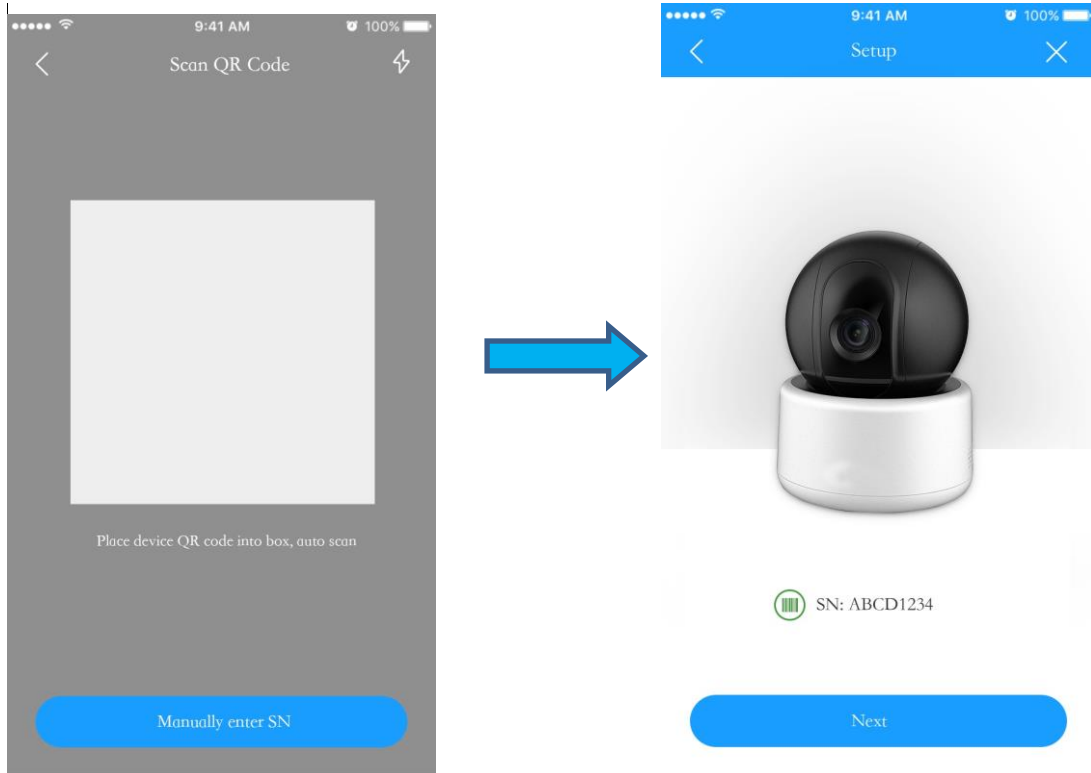 9:41 AM
100%
Scan QR Code
Place device QR code into box, auto scan
Manually enter SN
9:41 AM
100%
Setup
SN: ABCD1234
Next